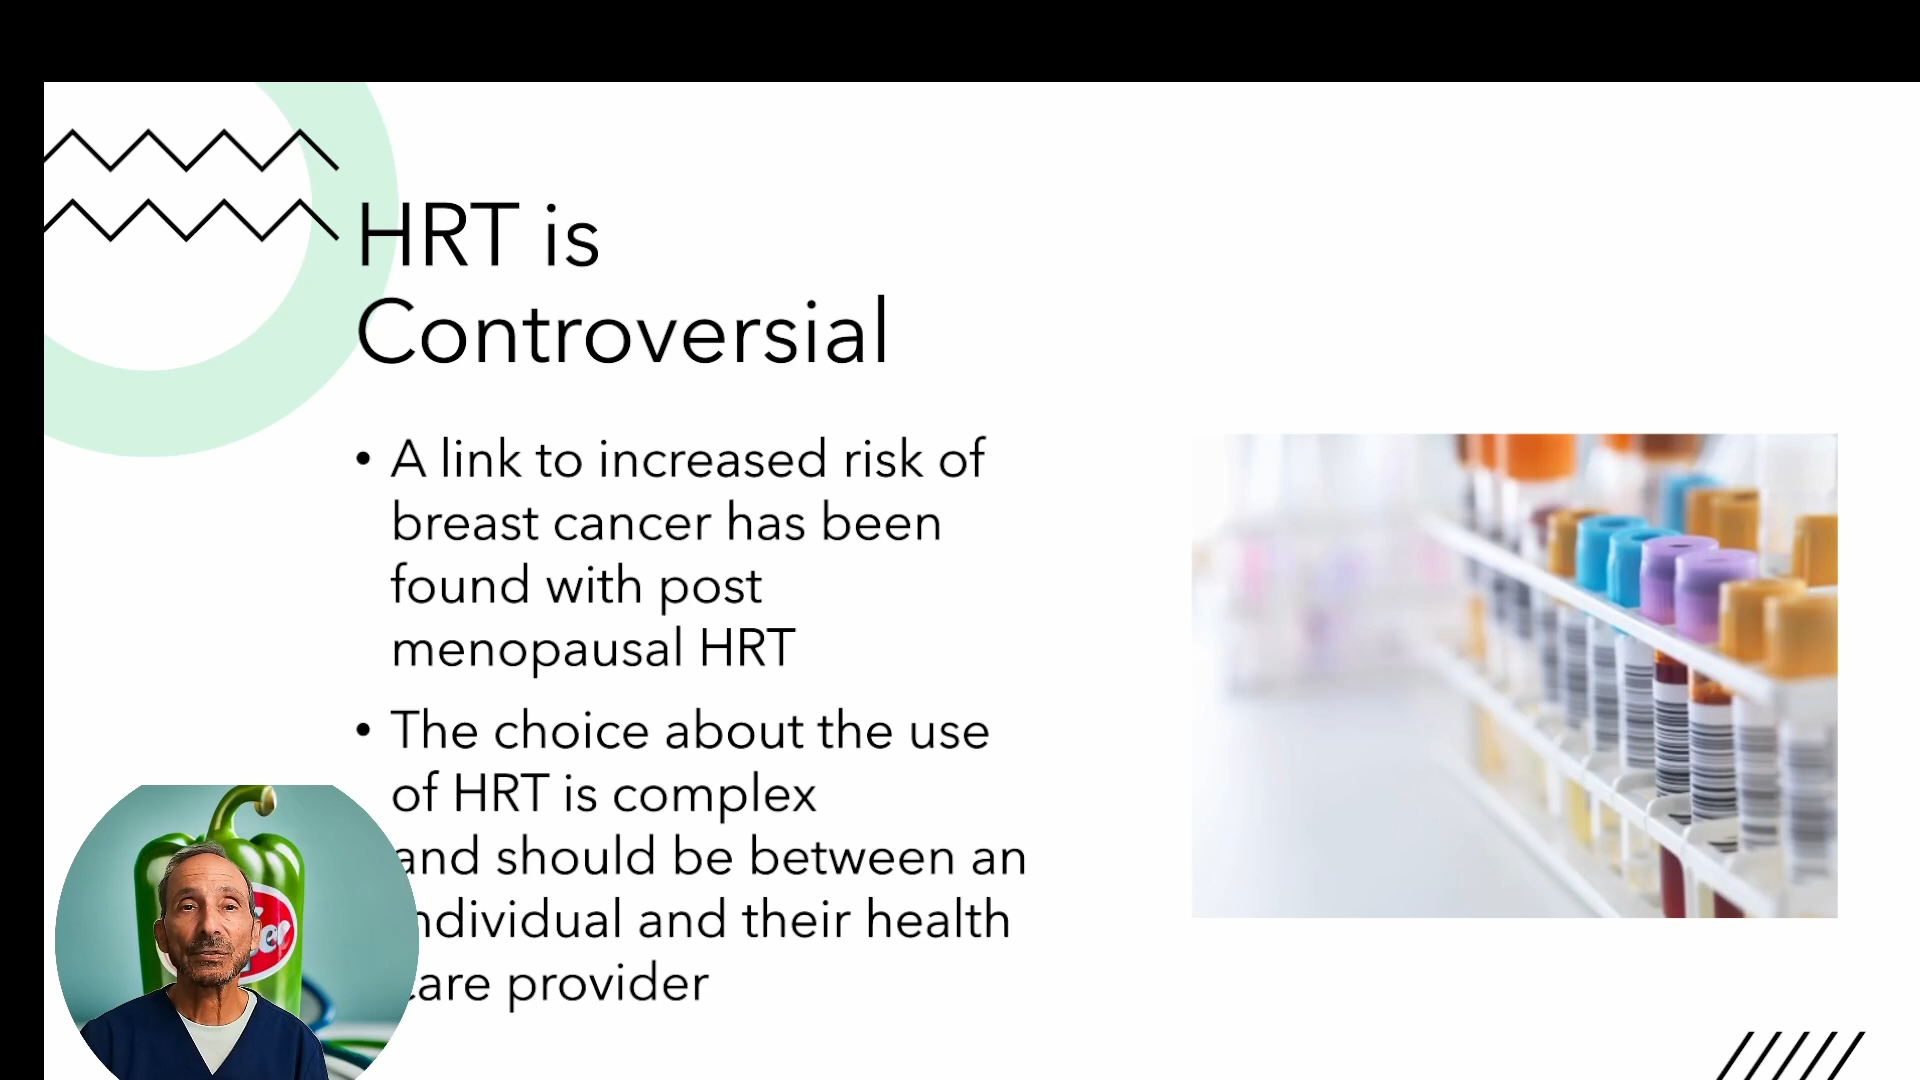 HRT is
Controversial
• A link to increased risk of
breast cancer has been
found with post
menopausal HRT
• The choice about the use
of HRT is complex
and should be between an
ndividual and their health
care provider